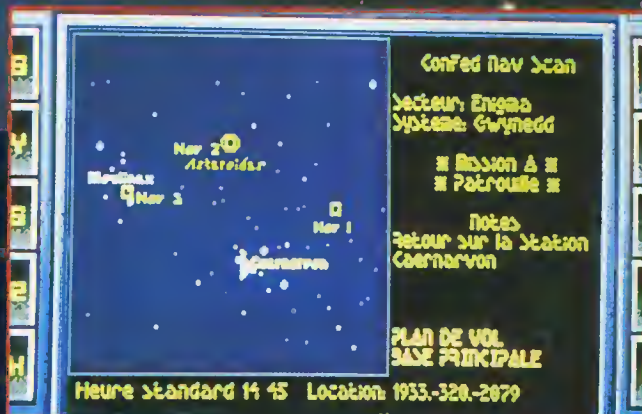 ConFed Nav Scan
Secteur: Enigma
Système: Gwynedd
Mission A
Patrouille
Notes
Retour sur la Station
Caernarvon
PLAN DE VOL
BASE PRINCIPALE
Nav 2
Asteroides
Nav 3
Nav 1
Caernarvon
Heure standard 14 45 Location: 1933,-320,-2079